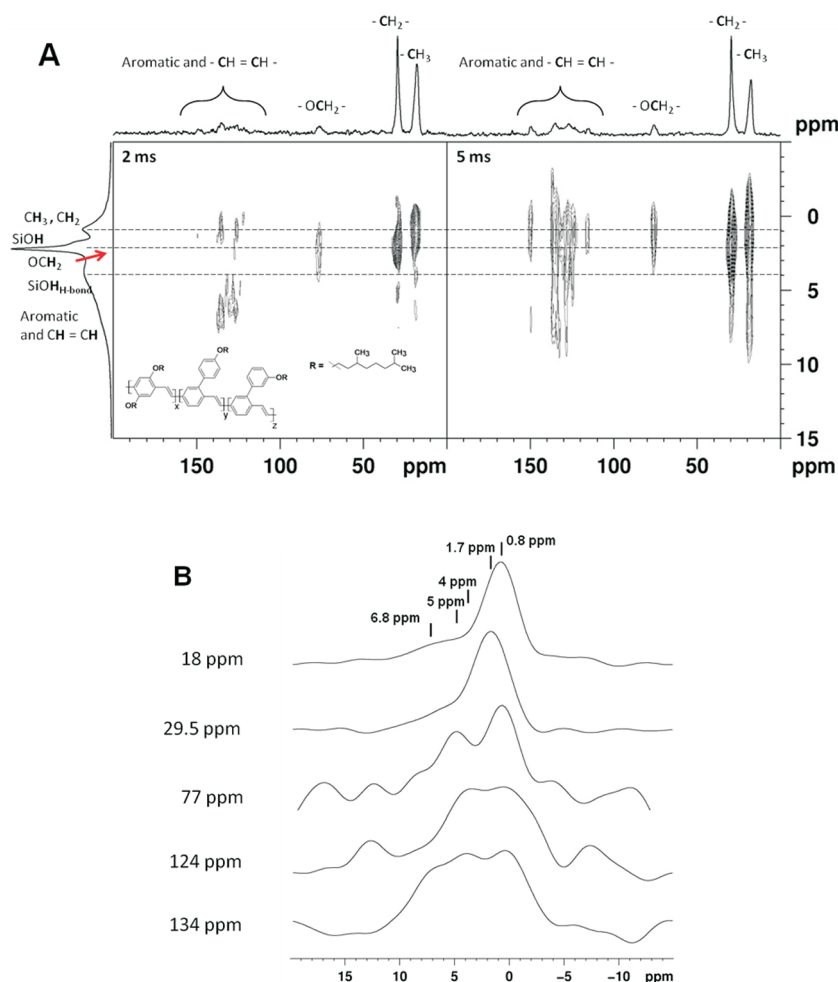 A
- CH2 -
- CH3
Aromatic and - CH = CH -
- OCH2 -
- CH2 -
- CH3
Aromatic and - CH = CH -
- OCH2 -
ppm
2 ms
5 ms
CH3 , CH2
SiOH
OCH2
SiOHH-bond
Aromatic
and CH = CH
0
5
10
15
OR
OR
OR
OR
x
y
z
R =
CH3
CH3
CH3
150
100
50
ppm
150
100
50
ppm
B
1.7 ppm
0.8 ppm
4 ppm
5 ppm
6.8 ppm
18 ppm
29.5 ppm
77 ppm
124 ppm
134 ppm
15
10
5
0
−5
−10
ppm